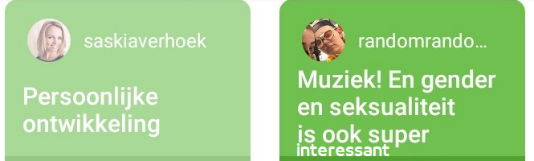 saskiaverhoek
Persoonlijke
ontwikkeling
randomrando...
Muziek! En gender
en seksualiteit
is ook super
interessant